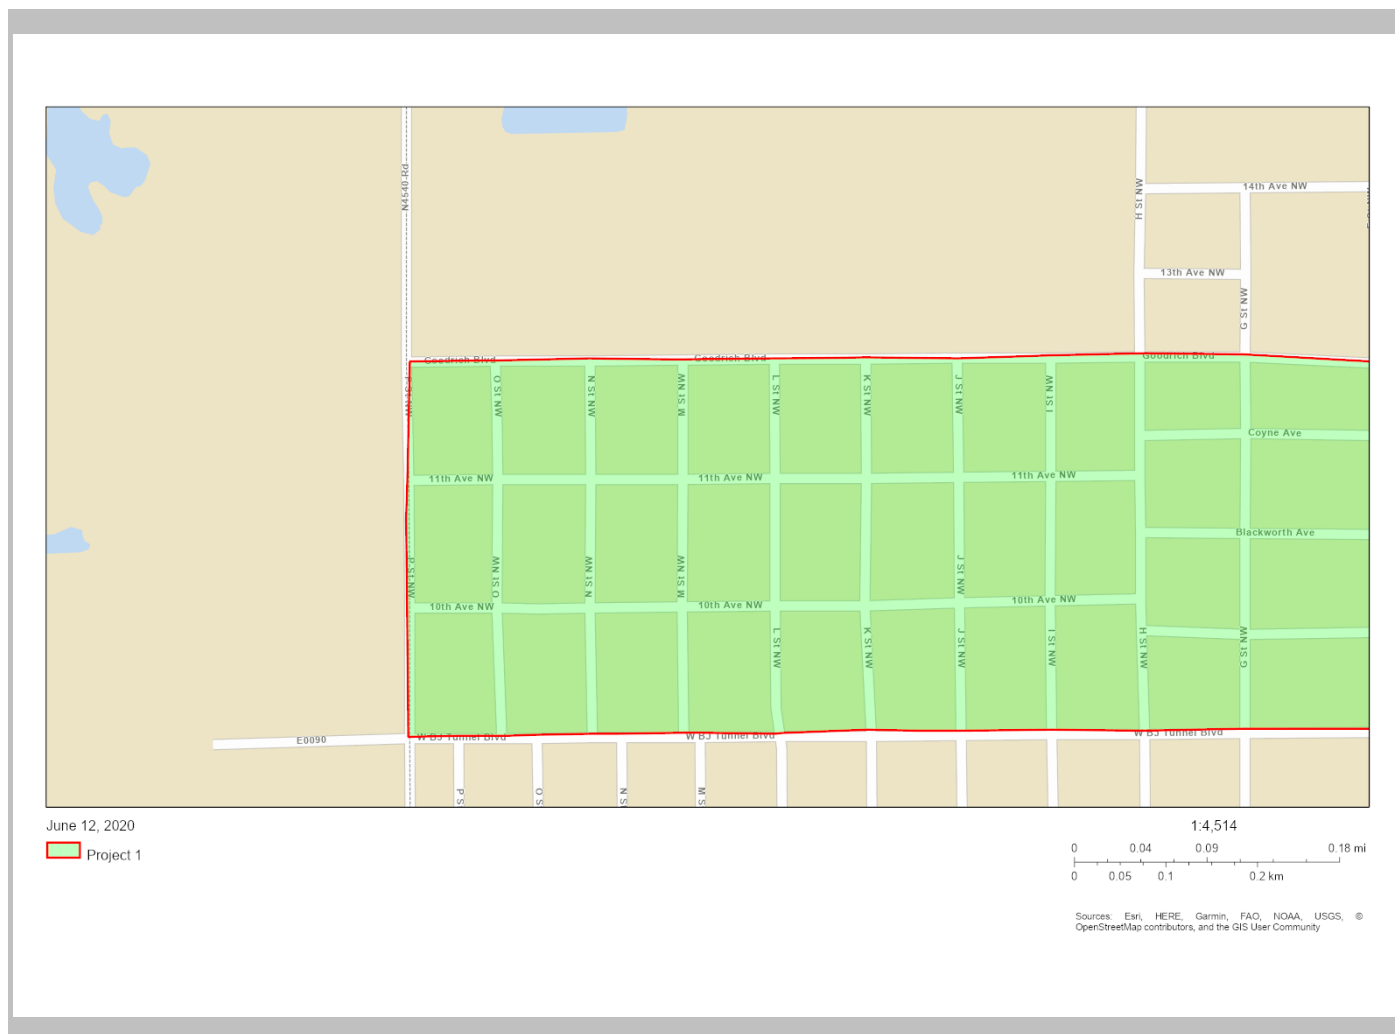 N4540 Rd
H St NW
14th Ave NW
13th Ave NW
G St NW
Goodrich Blvd
Goodrich Blvd
Goodrich Blvd
P St NW
O St NW
N St NW
M St NW
L St NW
K St NW
J St NW
I St NW
Coyne Ave
11th Ave NW
11th Ave NW
11th Ave NW
Blackworth Ave
P St NW
O St NW
N St NW
M St NW
J St NW
10th Ave NW
10th Ave NW
10th Ave NW
L St NW
K St NW
J St NW
I St NW
H St NW
G St NW
E0090
W BJ Tunnel Blvd
W BJ Tunnel Blvd
W BJ Tunnel Blvd
P S
O S
N St
M S
June 12, 2020
Project 1
1:4,514
0 0.04 0.09 0.18 mi
0 0.05 0.1 0.2 km
Sources: Esri, HERE, Garmin, FAO, NOAA, USGS, ©
OpenStreetMap contributors, and the GIS User Community